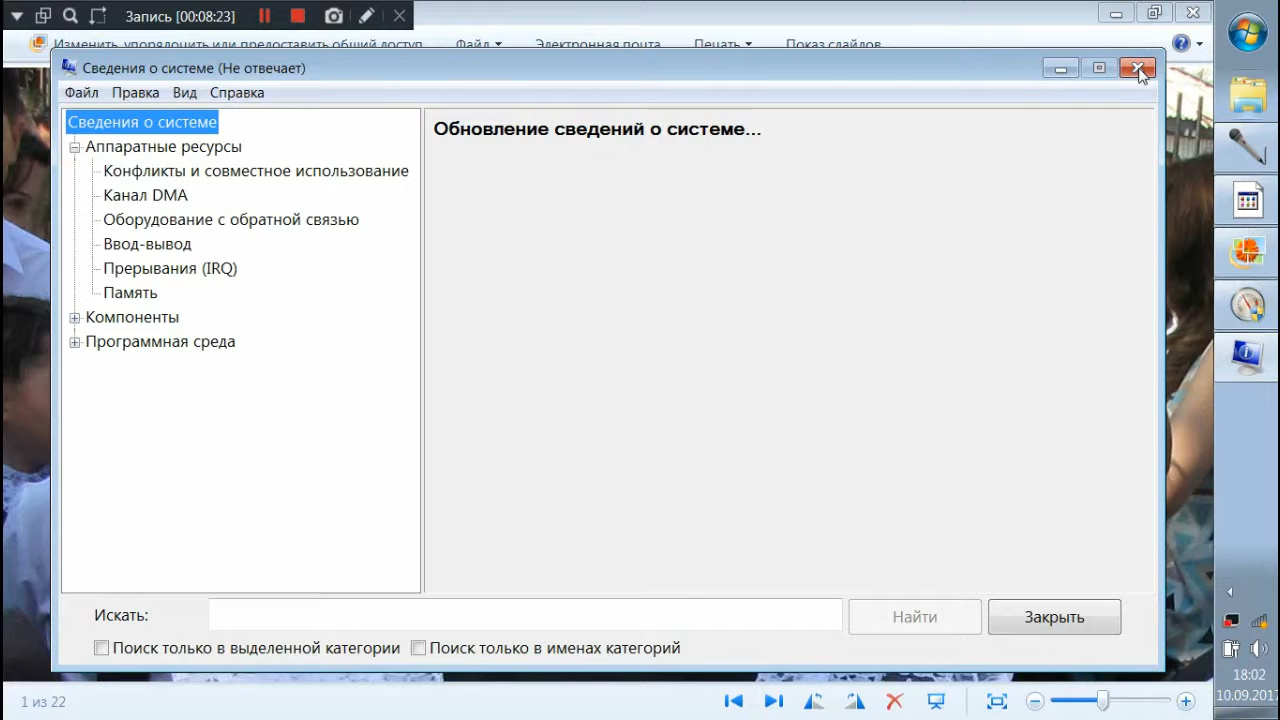 Запись [00:08:23]
Изменить, упорядочить или предоставить общий доступ Файл Электронная почта Печать Показ слайдов
Сведения о системе (Не отвечает)
Файл Правка Вид Справка
Сведения о системе
Обновление сведений о системе...
Аппаратные ресурсы
Конфликты и совместное использование
Канал DMA
Оборудование с обратной связью
Ввод-вывод
Прерывания (IRQ)
Память
Компоненты
Программная среда
Искать: Найти Закрыть
Поиск только в выделенной категории Поиск только в именах категорий
1 из 22
18:02
10.09.2017